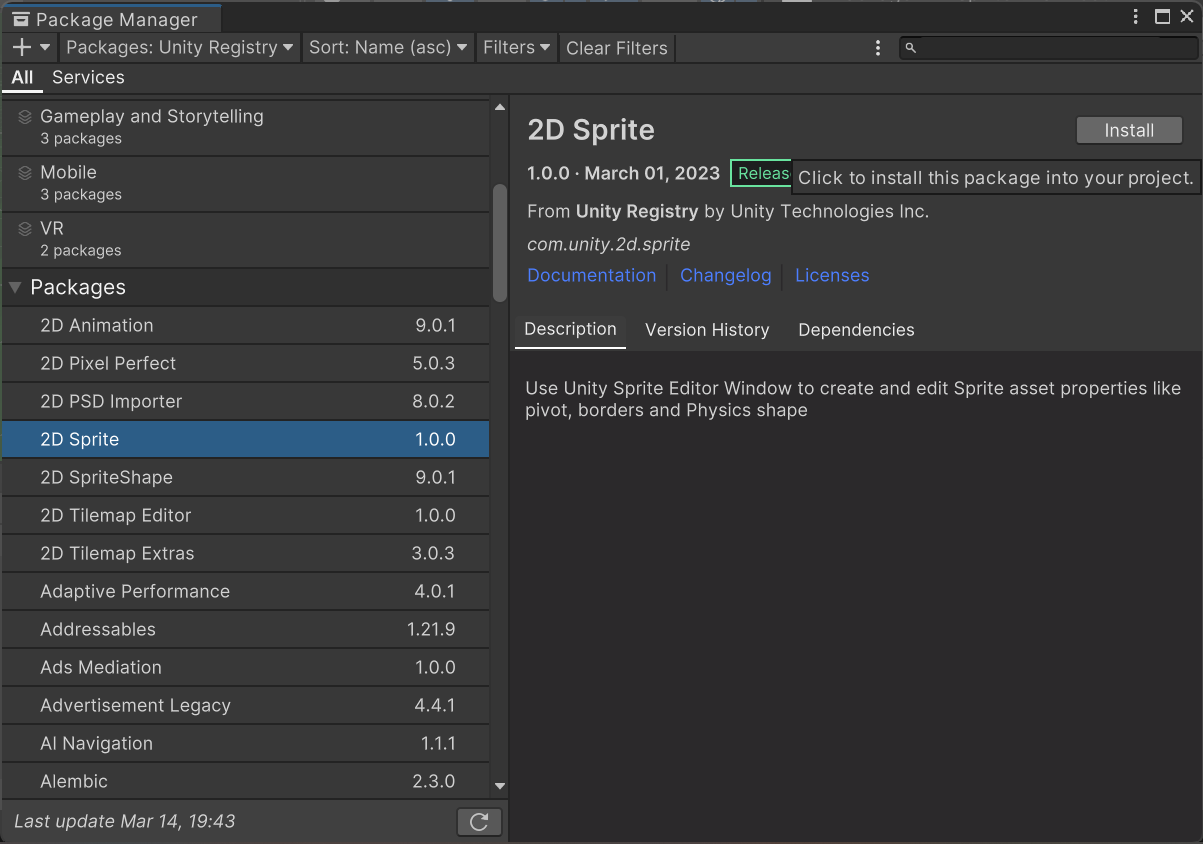 Package Manager
Packages: Unity Registry Sort: Name (asc) Filters Clear Filters
All Services
Gameplay and Storytelling
3 packages
Mobile
3 packages
VR
2 packages
Packages
2D Animation 9.0.1
2D Pixel Perfect 5.0.3
2D PSD Importer 8.0.2
2D Sprite 1.0.0
2D SpriteShape 9.0.1
2D Tilemap Editor 1.0.0
2D Tilemap Extras 3.0.3
Adaptive Performance 4.0.1
Addressables 1.21.9
Ads Mediation 1.0.0
Advertisement Legacy 4.4.1
AI Navigation 1.1.1
Alembic 2.3.0
Last update Mar 14, 19:43
2D Sprite Install
1.0.0 · March 01, 2023 Releas
Click to install this package into your project.
From Unity Registry by Unity Technologies Inc.
com.unity.2d.sprite
Documentation Changelog Licenses
Description Version History Dependencies
Use Unity Sprite Editor Window to create and edit Sprite asset properties like
pivot, borders and Physics shape